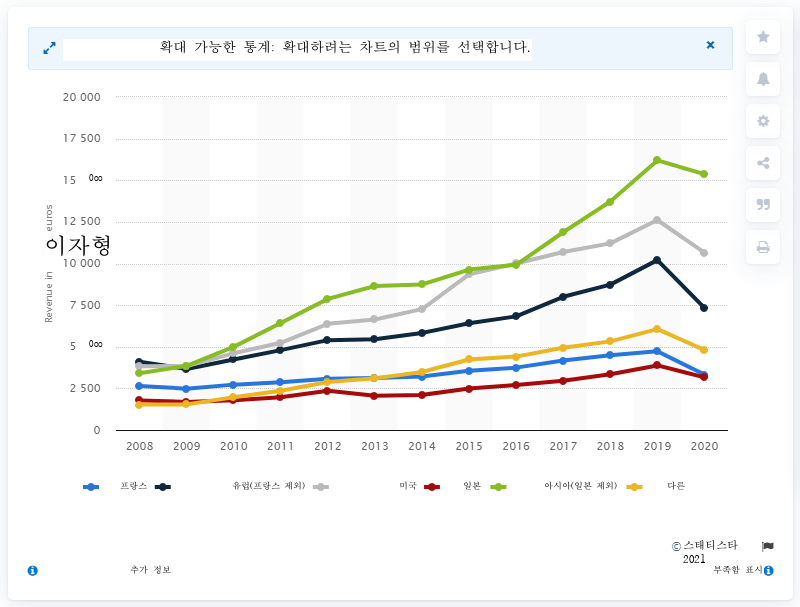 확대 가능한 통계: 확대하려는 차트의 범위를 선택합니다.
20 000
17 500
15 000
12 500
10 000
7 500
5 000
2 500
0
Revenue in 이자형 euros
2008 2009 2010 2011 2012 2013 2014 2015 2016 2017 2018 2019 2020
프랑스 유럽(프랑스 제외) 미국 일본 아시아(일본 제외) 다른
© 스태티스타 2021
추가 정보 부족함 표시